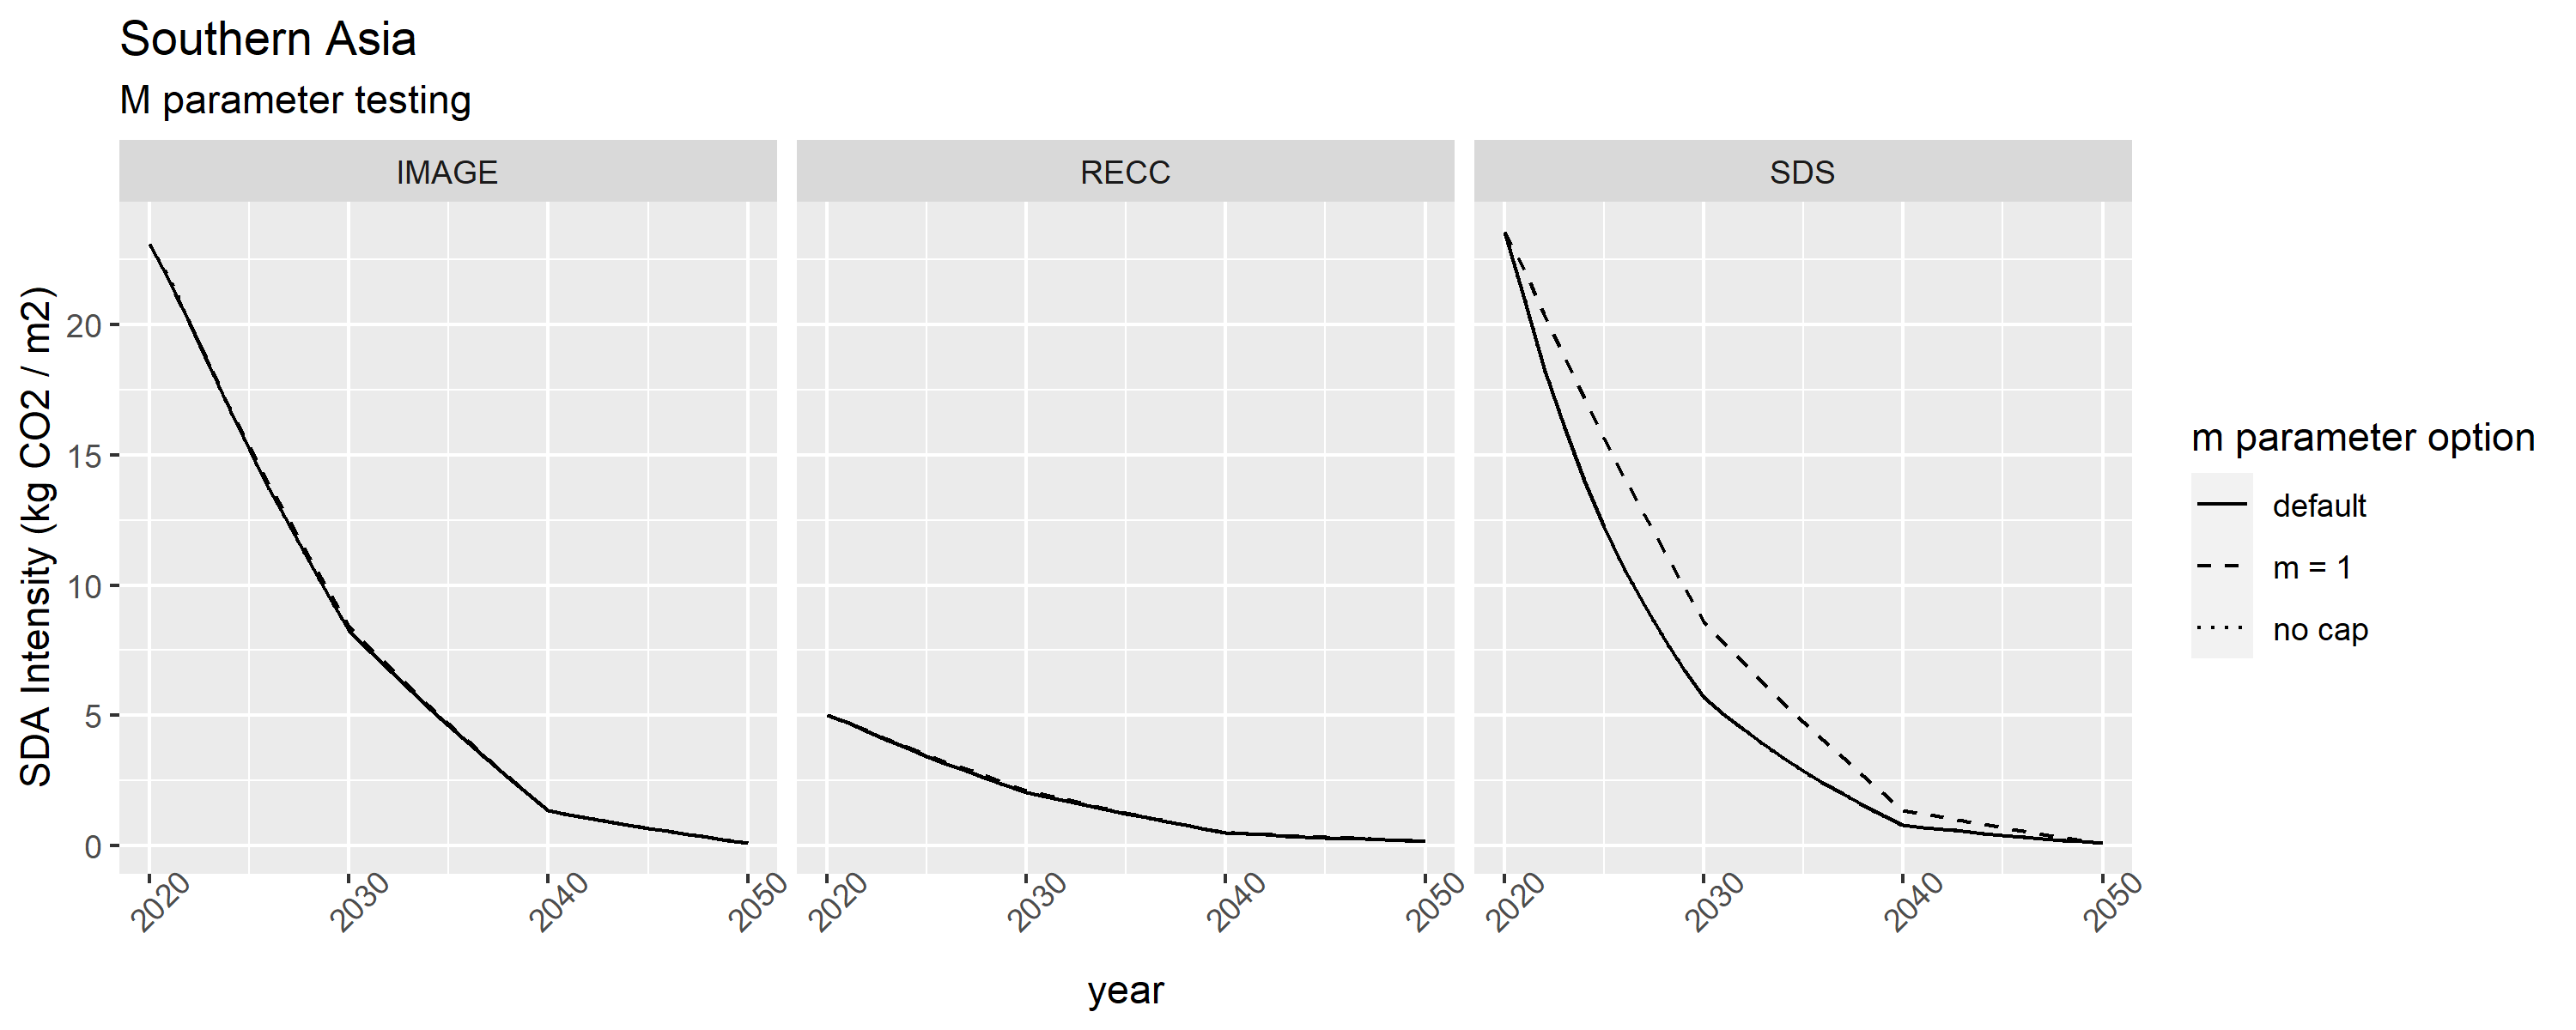 Southern Asia
M parameter testing
IMAGE
RECC
SDS
SDA Intensity (kg CO2 / m2)
20
15
10
5
0
2020
2030
2040
2050
2020
2030
2040
2050
2020
2030
2040
2050
year
m parameter option
default
m = 1
no cap